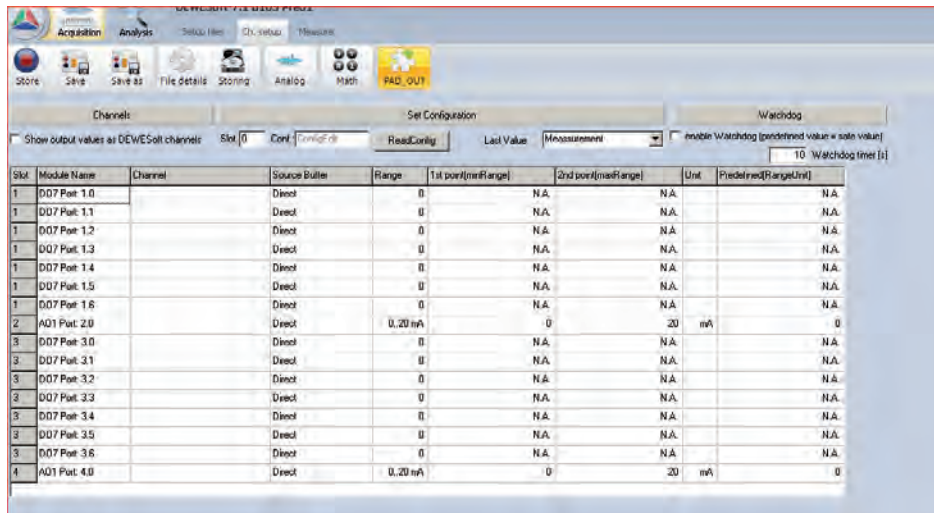 DEWESoft 7.1 b105 PRE01
Acquisition Analysis Setup files Ch. setup Measure
Store Save Save as File details Storing Analog Math PAD_OUT
Channels Set Configuration Watchdog
Show output values as DEWESoft channels Slot 0 Conf.: ConfigEdit ReadConfig Last Value Measurement enable Watchdog (predefined value = safe value)
10 Watchdog timer [s]
Slot Module Name Channel Source Buffer Range 1st point(minRange) 2nd point(maxRange) Unit Predefined(RangeUnit)
1 DO7 Port: 1.0 Direct 0 N.A. N.A. N.A.
1 DO7 Port: 1.1 Direct 0 N.A. N.A. N.A.
1 DO7 Port: 1.2 Direct 0 N.A. N.A. N.A.
1 DO7 Port: 1.3 Direct 0 N.A. N.A. N.A.
1 DO7 Port: 1.4 Direct 0 N.A. N.A. N.A.
1 DO7 Port: 1.5 Direct 0 N.A. N.A. N.A.
1 DO7 Port: 1.6 Direct 0 N.A. N.A. N.A.
2 AO1 Port: 2.0 Direct 0..20 mA 0 20 mA 0
3 DO7 Port: 3.0 Direct 0 N.A. N.A. N.A.
3 DO7 Port: 3.1 Direct 0 N.A. N.A. N.A.
3 DO7 Port: 3.2 Direct 0 N.A. N.A. N.A.
3 DO7 Port: 3.3 Direct 0 N.A. N.A. N.A.
3 DO7 Port: 3.4 Direct 0 N.A. N.A. N.A.
3 DO7 Port: 3.5 Direct 0 N.A. N.A. N.A.
3 DO7 Port: 3.6 Direct 0 N.A. N.A. N.A.
4 AO1 Port: 4.0 Direct 0..20 mA 0 20 mA 0